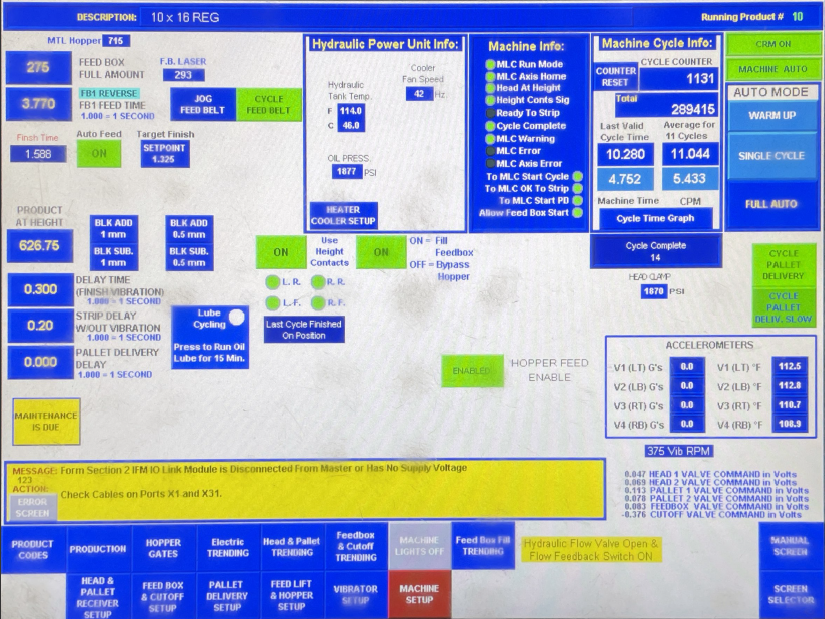 DESCRIPTION: 10 x 16 REG
Running Product # 10
MTL Hopper 715
275
FEED BOX
FULL AMOUNT
F.B. LASER
293
3.770
FB1 REVERSE
FB1 FEED TIME
1.000 = 1 SECOND
JOG
FEED BELT
CYCLE
FEED BELT
Finsh Time
1.588
Auto Feed
ON
Target Finish
SETPOINT
1.325
PRODUCT
AT HEIGHT
626.75
BLK ADD
1 mm
BLK SUB.
1 mm
BLK ADD
0.5 mm
BLK SUB.
0.5 mm
0.300
DELAY TIME
(FINISH VIBRATION)
1.000 = 1 SECOND
0.20
STRIP DELAY
W/OUT VIBRATION
1.000 = 1 SECOND
0.000
PALLET DELIVERY
DELAY
1.000 = 1 SECOND
Lube
Cycling
Press to Run Oil
Lube for 15 Min.
Hydraulic Power Unit Info:
Hydraulic
Tank Temp.
F 114.0
C 46.0
Cooler
Fan Speed
42 Hz.
OIL PRESS.
1877 PSI
HEATER
COOLER SETUP
ON
Use
Height
Contacts
ON
ON = Fill
Feedbox
OFF = Bypass
Hopper
L. R.
R. R.
L.F.
R.F.
Last Cycle Finished
On Position
Machine Info:
MLC Run Mode
MLC Axis Home
Head At Height
Height Conts Sig
Ready To Strip
Cycle Complete
MLC Warning
MLC Error
MLC Axis Error
To MLC Start Cycle
To MLC OK To Strip
To MLC Start PD
Allow Feed Box Start
Machine Cycle Info:
COUNTER
RESET
CYCLE COUNTER
1131
Total
289415
Last Valid
Cycle Time
Average for
11 Cycles
10.280
11.044
4.752
5.433
Machine Time
CPM
Cycle Time Graph
Cycle Complete
14
HEAD CLAMP
1870 PSI
CRM ON
MACHINE AUTO
AUTO MODE
WARM UP
SINGLE CYCLE
FULL AUTO
CYCLE
PALLET
DELIVERY
CYCLE
PALLET
DELIV. SLOW
ENABLED
HOPPER FEED
ENABLE
ACCELEROMETERS
V1 (LT) G's 0.0 V1 (LT) °F 112.5
V2 (LB) G's 0.0 V2 (LB) °F 112.8
V3 (RT) G's 0.0 V3 (RT) °F 110.7
V4 (RB) G's 0.0 V4 (RB) °F 108.9
375 Vib RPM
0.047 HEAD 1 VALVE COMMAND in Volts
0.069 HEAD 2 VALVE COMMAND in Volts
0.113 PALLET 1 VALVE COMMAND in Volts
0.078 PALLET 2 VALVE COMMAND in Volts
0.083 FEEDBOX VALVE COMMAND in Volts
-0.376 CUTOFF VALVE COMMAND in Volts
MAINTENANCE
IS DUE
MESSAGE: Form Section 2 IFM IO Link Module is Disconnected From Master or Has No Supply Voltage
123
ACTION:
Check Cables on Ports X1 and X31.
ERROR
SCREEN
PRODUCT
CODES
PRODUCTION
HOPPER
GATES
Electric
TRENDING
Head & Pallet
TRENDING
Feedbox
& Cutoff
TRENDING
MACHINE
LIGHTS OFF
Feed Box Fill
TRENDING
Hydraulic Flow Valve Open &
Flow Feedback Switch ON
MANUAL
SCREEN
HEAD &
PALLET
RECEIVER
SETUP
FEED BOX
& CUTOFF
SETUP
PALLET
DELIVERY
SETUP
FEED LIFT
& HOPPER
SETUP
VIBRATOR
SETUP
MACHINE
SETUP
SCREEN
SELECTOR